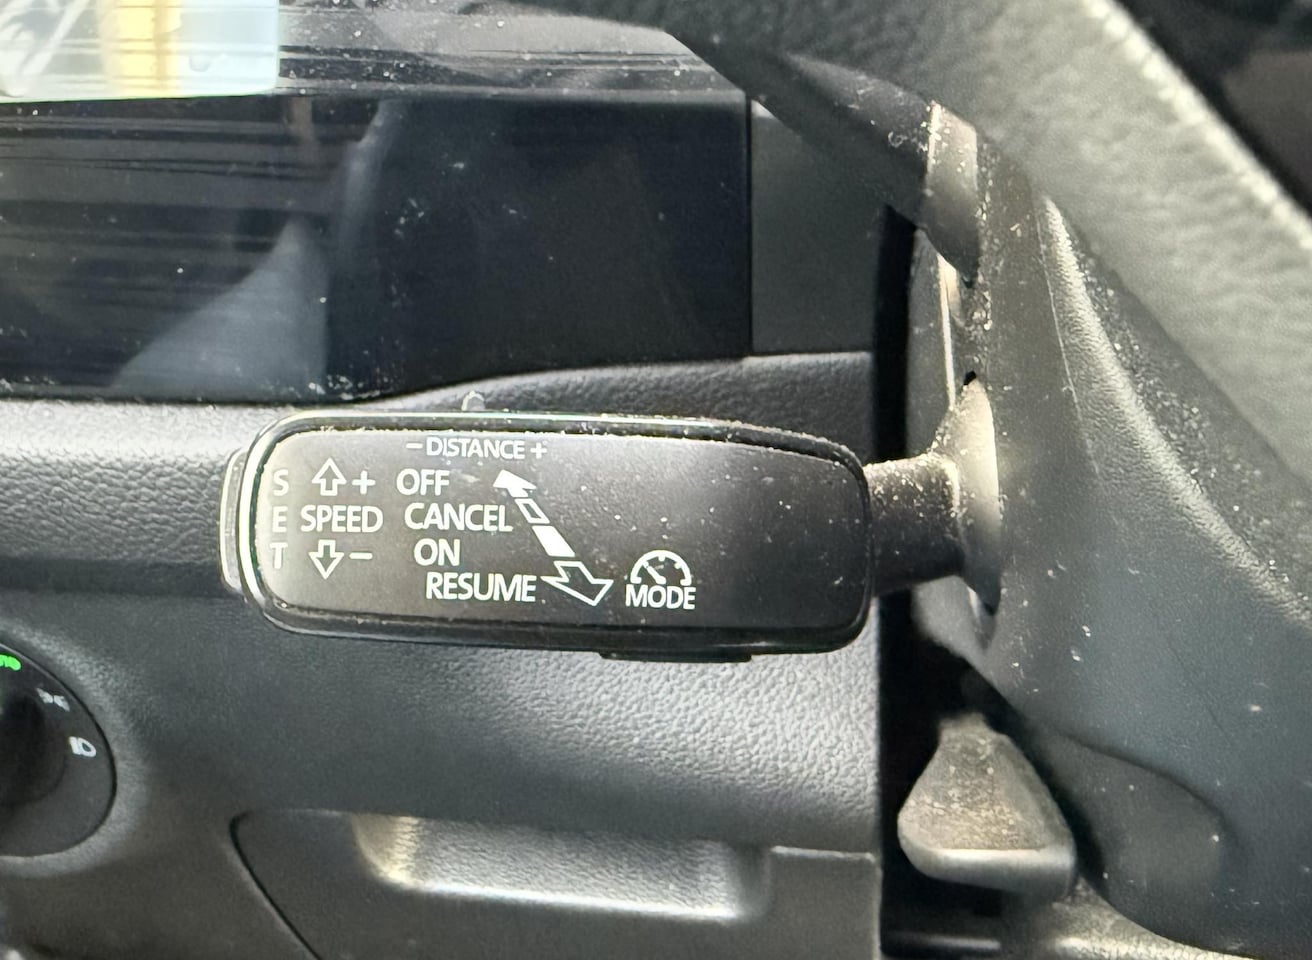 − DISTANCE +
S + OFF
E SPEED CANCEL
T − ON
RESUME MODE